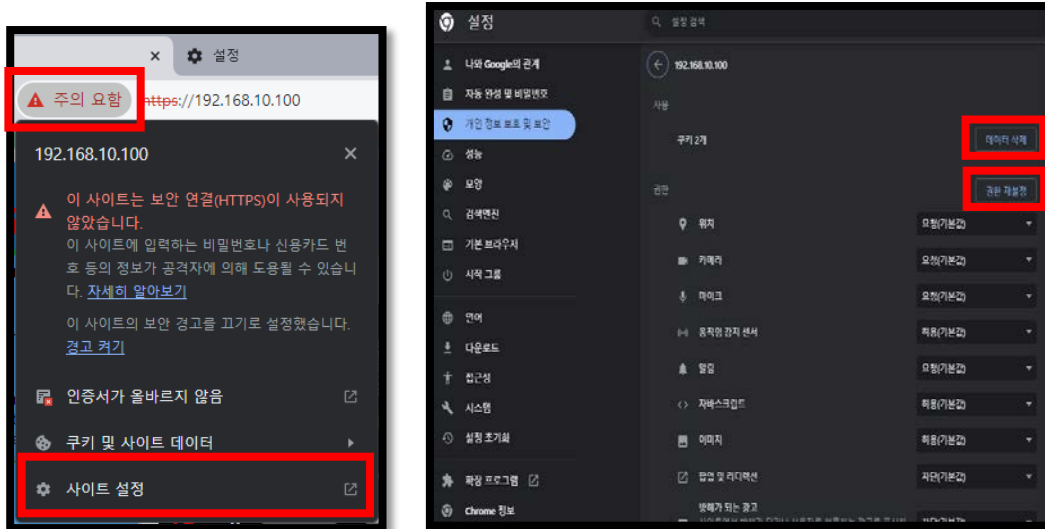 설정
주의 요함
https://192.168.10.100
192.168.10.100
이 사이트는 보안 연결(HTTPS)이 사용되지
않았습니다.
이 사이트에 입력하는 비밀번호나 신용카드 번
호 등의 정보가 공격자에 의해 도용될 수 있습니
다. 자세히 알아보기
이 사이트의 보안 경고를 끄기로 설정했습니다.
경고 켜기
인증서가 올바르지 않음
쿠키 및 사이트 데이터
사이트 설정
설정
설정 검색
나와 Google의 관계
자동 완성 및 비밀번호
개인 정보 보호 및 보안
성능
모양
검색엔진
기본 브라우저
시작 그룹
언어
다운로드
접근성
시스템
설정 초기화
확장 프로그램
Chrome 정보
192.168.10.100
사용
쿠키 2개
데이터 삭제
권한
권한 재설정
위치 요청(기본값)
카메라 요청(기본값)
마이크 요청(기본값)
움직임 감지 센서 허용(기본값)
알림 요청(기본값)
자바스크립트 허용(기본값)
이미지 허용(기본값)
팝업 및 리디렉션 차단(기본값)
방해가 되는 광고
차단(기본값)